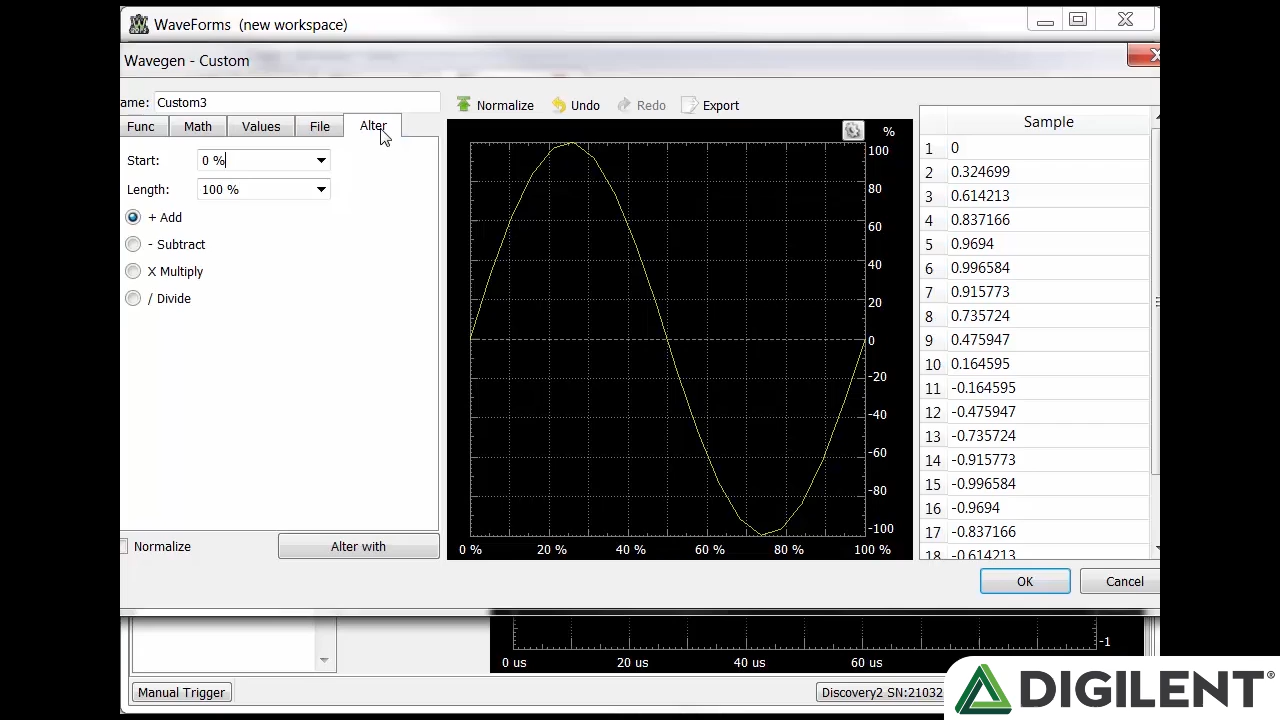 WaveForms (new workspace)
Wavegen - Custom
ame: Custom3
Normalize Undo Redo Export
Func Math Values File Alter
Start: 0 %
Length: 100 %
+ Add
- Subtract
X Multiply
/ Divide
Normalize
Alter with
%
100
80
60
40
20
0
-20
-40
-60
-80
-100
0 % 20 % 40 % 60 % 80 % 100 %
Sample
1 0
2 0.324699
3 0.614213
4 0.837166
5 0.9694
6 0.996584
7 0.915773
8 0.735724
9 0.475947
10 0.164595
11 -0.164595
12 -0.475947
13 -0.735724
14 -0.915773
15 -0.996584
16 -0.9694
17 -0.837166
18 -0.614213
OK Cancel
-1
0 us 20 us 40 us 60 us
Manual Trigger
Discovery2 SN:21032
DIGILENT®